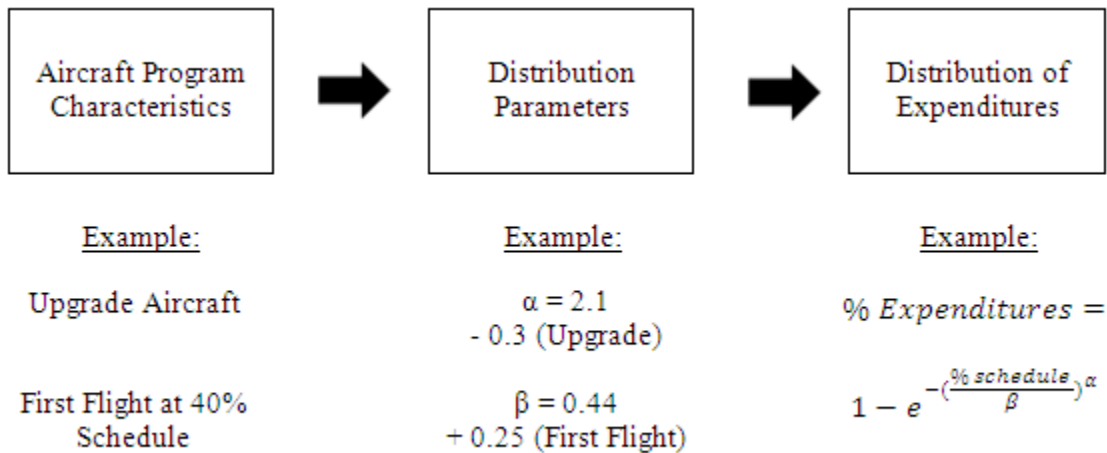 Aircraft Program
Characteristics
Distribution
Parameters
Distribution of
Expenditures
Example:
Upgrade Aircraft
First Flight at 40%
Schedule
Example:
α = 2.1
- 0.3 (Upgrade)
β = 0.44
+ 0.25 (First Flight)
Example:
% Expenditures =
1 − e^{−(\frac{% schedule}{β})^α}